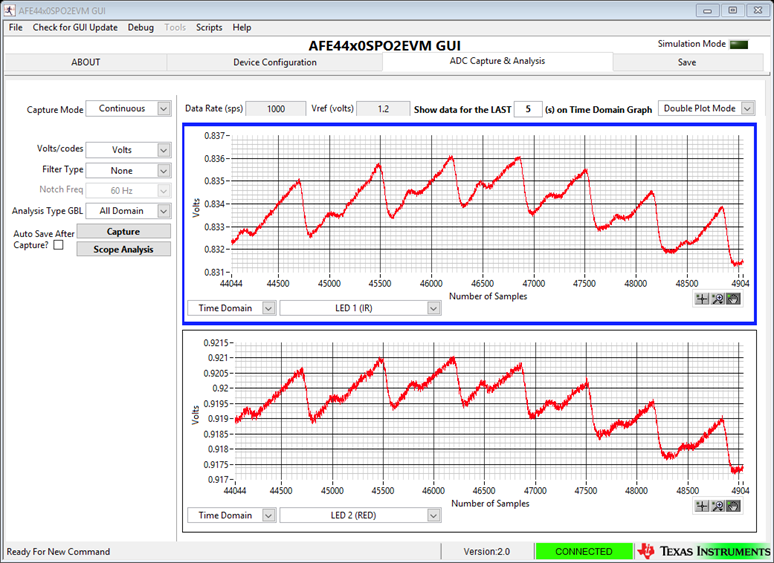 AFE44x0SPO2EVM GUI
File Check for GUI Update Debug Tools Scripts Help
AFE44x0SPO2EVM GUI
Simulation Mode
ABOUT Device Configuration ADC Capture & Analysis Save
Capture Mode Continuous
Data Rate (sps) 1000 Vref (volts) 1.2 Show data for the LAST 5 (s) on Time Domain Graph Double Plot Mode
Volts/codes Volts
Filter Type None
Notch Freq 60 Hz
Analysis Type GBL All Domain
Auto Save After
Capture?
Capture
Scope Analysis
0.837
0.836
0.835
0.834
0.833
0.832
0.831
Volts
44044 44500 45000 45500 46000 46500 47000 47500 48000 48500 4904
Number of Samples
Time Domain LED 1 (IR)
0.9215
0.921
0.9205
0.92
0.9195
0.919
0.9185
0.918
0.9175
0.917
Volts
44044 44500 45000 45500 46000 46500 47000 47500 48000 48500 4904
Number of Samples
Time Domain LED 2 (RED)
Ready For New Command Version:2.0 CONNECTED TEXAS INSTRUMENTS